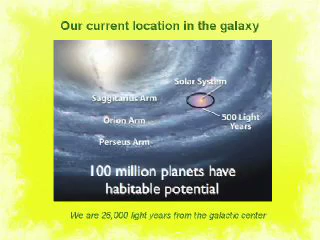 Our current location in the galaxy
Solar System
Saggitarius Arm
500 Light
Years
Orion Arm
Perseus Arm
100 million planets have
habitable potential
We are 26,000 light years from the galactic center